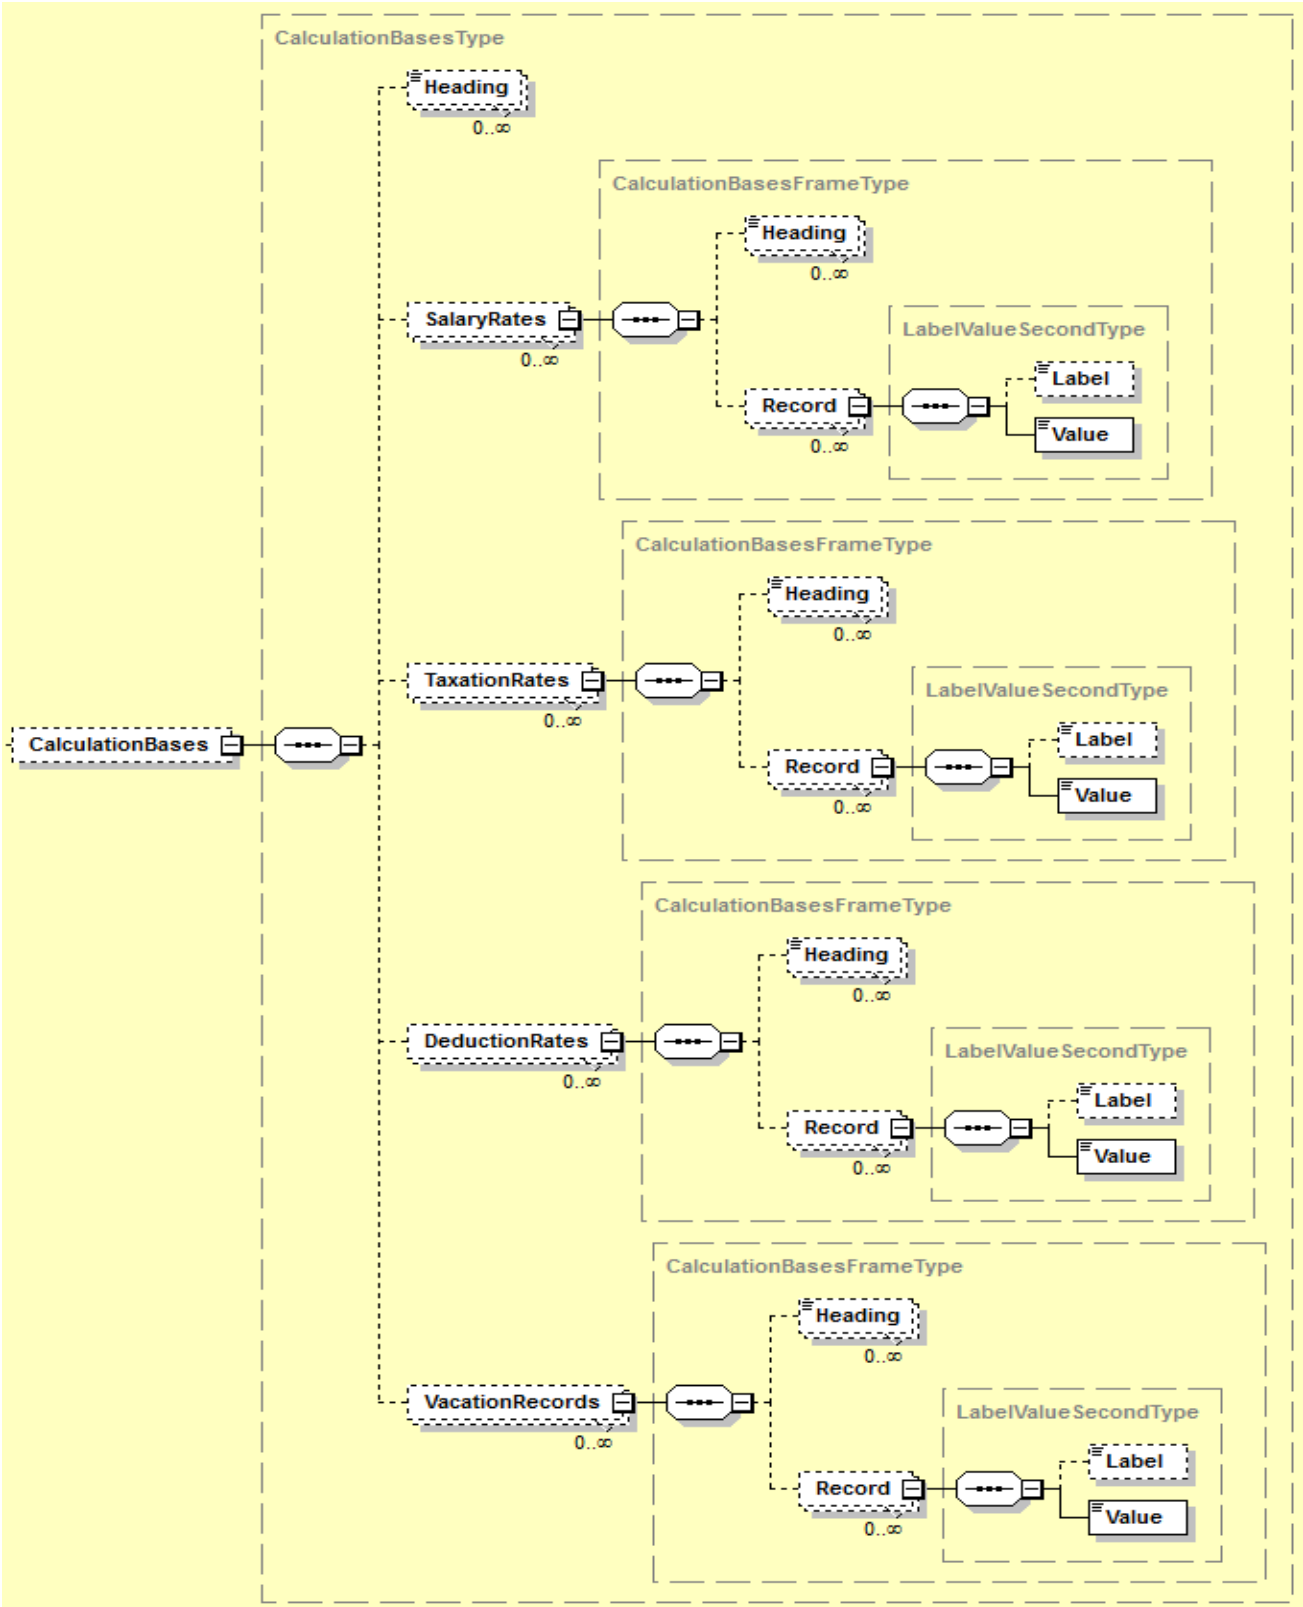 CalculationBasesType
Heading
0..∞
CalculationBasesFrameType
Heading
0..∞
SalaryRates
0..∞
LabelValueSecondType
Label
Record
Value
0..∞
CalculationBasesFrameType
Heading
0..∞
TaxationRates
0..∞
LabelValueSecondType
Label
CalculationBases
Record
Value
0..∞
CalculationBasesFrameType
Heading
0..∞
DeductionRates
0..∞
LabelValueSecondType
Label
Record
Value
0..∞
CalculationBasesFrameType
Heading
0..∞
VacationRecords
0..∞
LabelValueSecondType
Label
Record
Value
0..∞